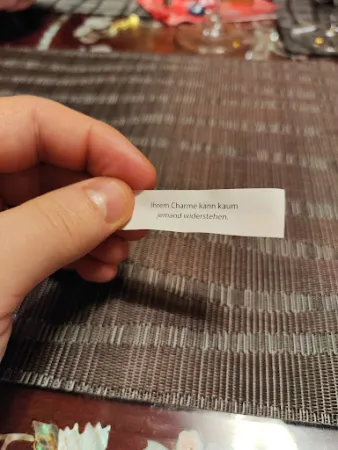 Ihrem Charme kann kaum
jemand widerstehen.